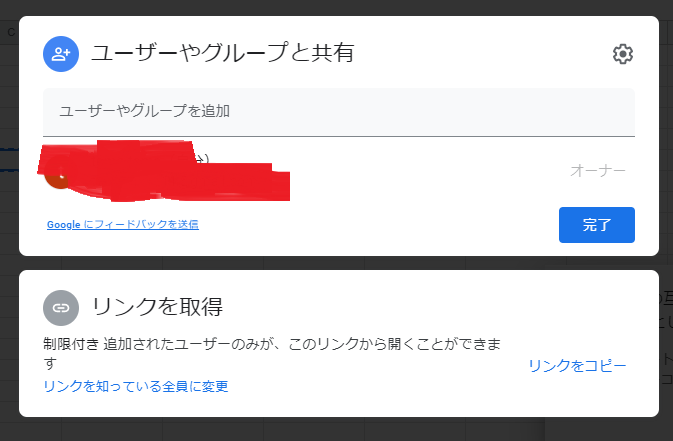 ユーザーやグループと共有
ユーザーやグループを追加
分)
オーナー
Google にフィードバックを送信
完了
リンクを取得
制限付き 追加されたユーザーのみが、このリンクから開くことができま
す
リンクをコピー
リンクを知っている全員に変更